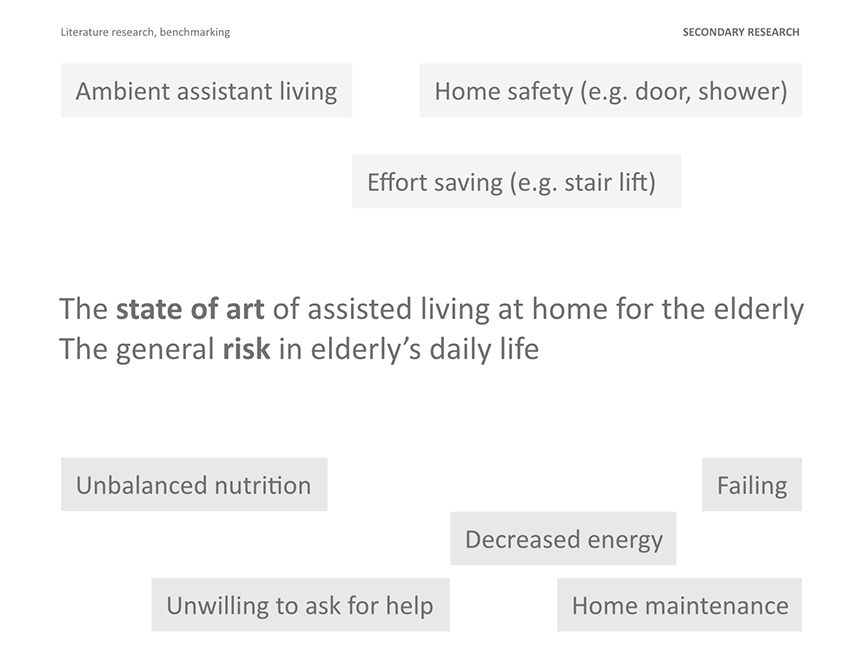 Literature research, benchmarking
SECONDARY RESEARCH
Ambient assistant living
Home safety (e.g. door, shower)
Effort saving (e.g. stair lift)
The state of art of assisted living at home for the elderly
The general risk in elderly’s daily life
Unbalanced nutrition
Failing
Decreased energy
Unwilling to ask for help
Home maintenance